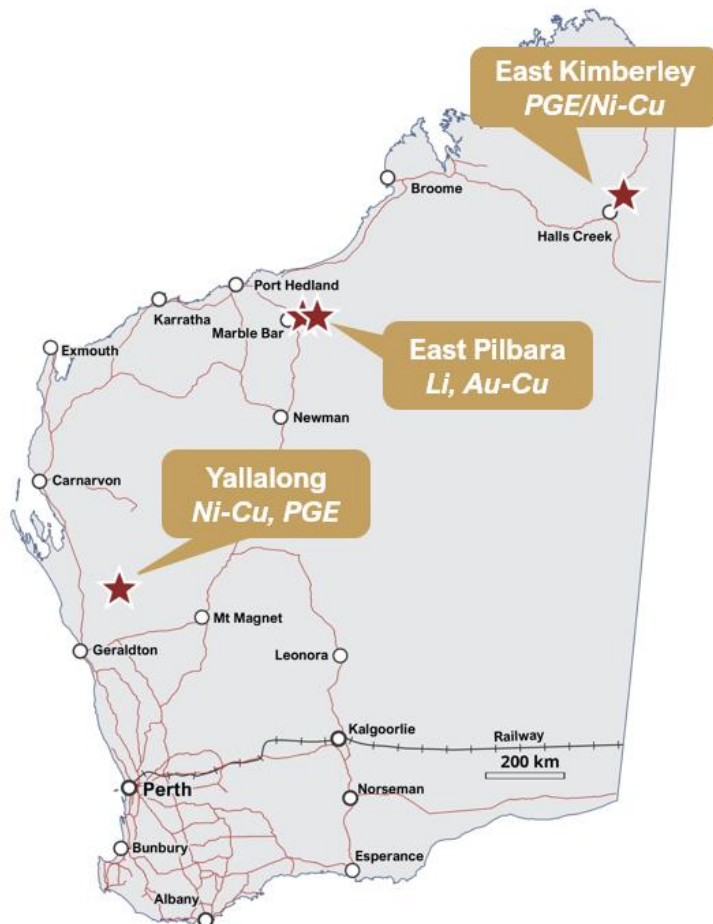 East Kimberley
PGE/Ni-Cu
Broome
Halls Creek
Port Hedland
Karratha
Marble Bar
Exmouth
East Pilbara
Li, Au-Cu
Newman
Yallalong
Ni-Cu, PGE
Carnarvon
Mt Magnet
Geraldton
Leonora
Kalgoorlie
Railway
200 km
Perth
Norseman
Bunbury
Esperance
Albany